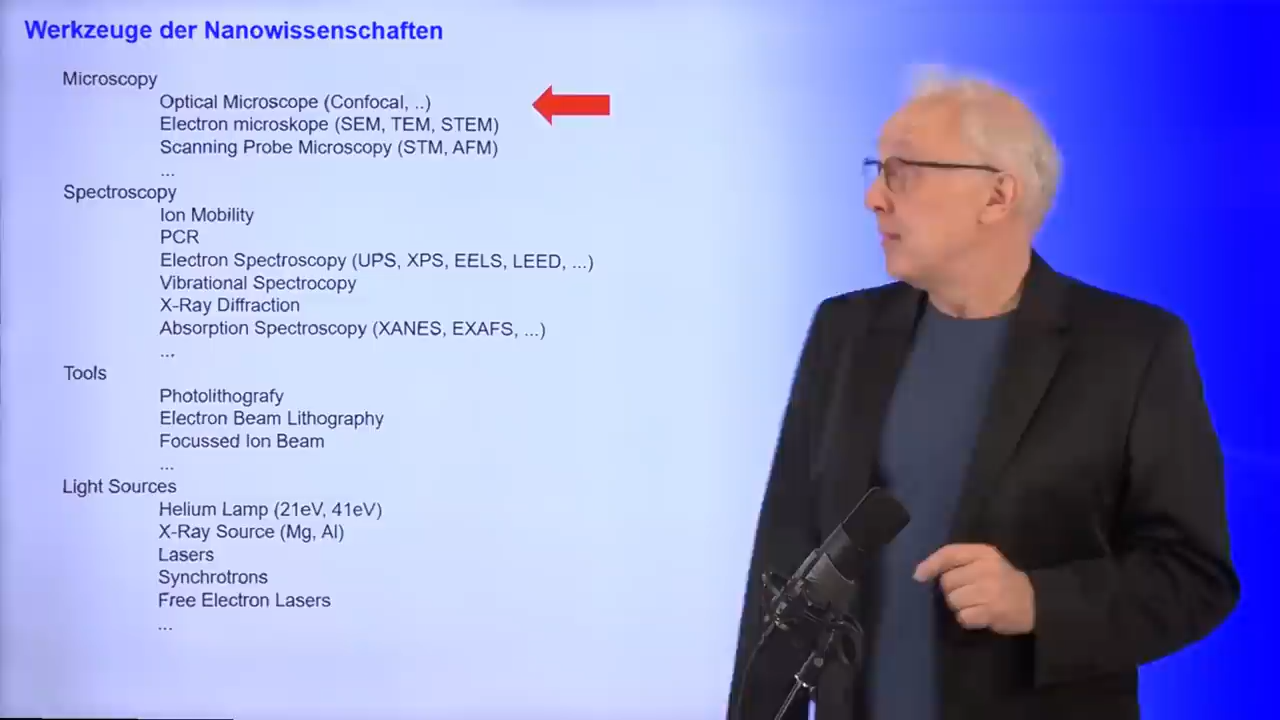 Werkzeuge der Nanowissenschaften
Microscopy
Optical Microscope (Confocal, ..)
Electron microskope (SEM, TEM, STEM)
Scanning Probe Microscopy (STM, AFM)
...
Spectroscopy
Ion Mobility
PCR
Electron Spectroscopy (UPS, XPS, EELS, LEED, ...)
Vibrational Spectrocopy
X-Ray Diffraction
Absorption Spectroscopy (XANES, EXAFS, ...)
...
Tools
Photolithografy
Electron Beam Lithography
Focussed Ion Beam
...
Light Sources
Helium Lamp (21eV, 41eV)
X-Ray Source (Mg, Al)
Lasers
Synchrotrons
Free Electron Lasers
...